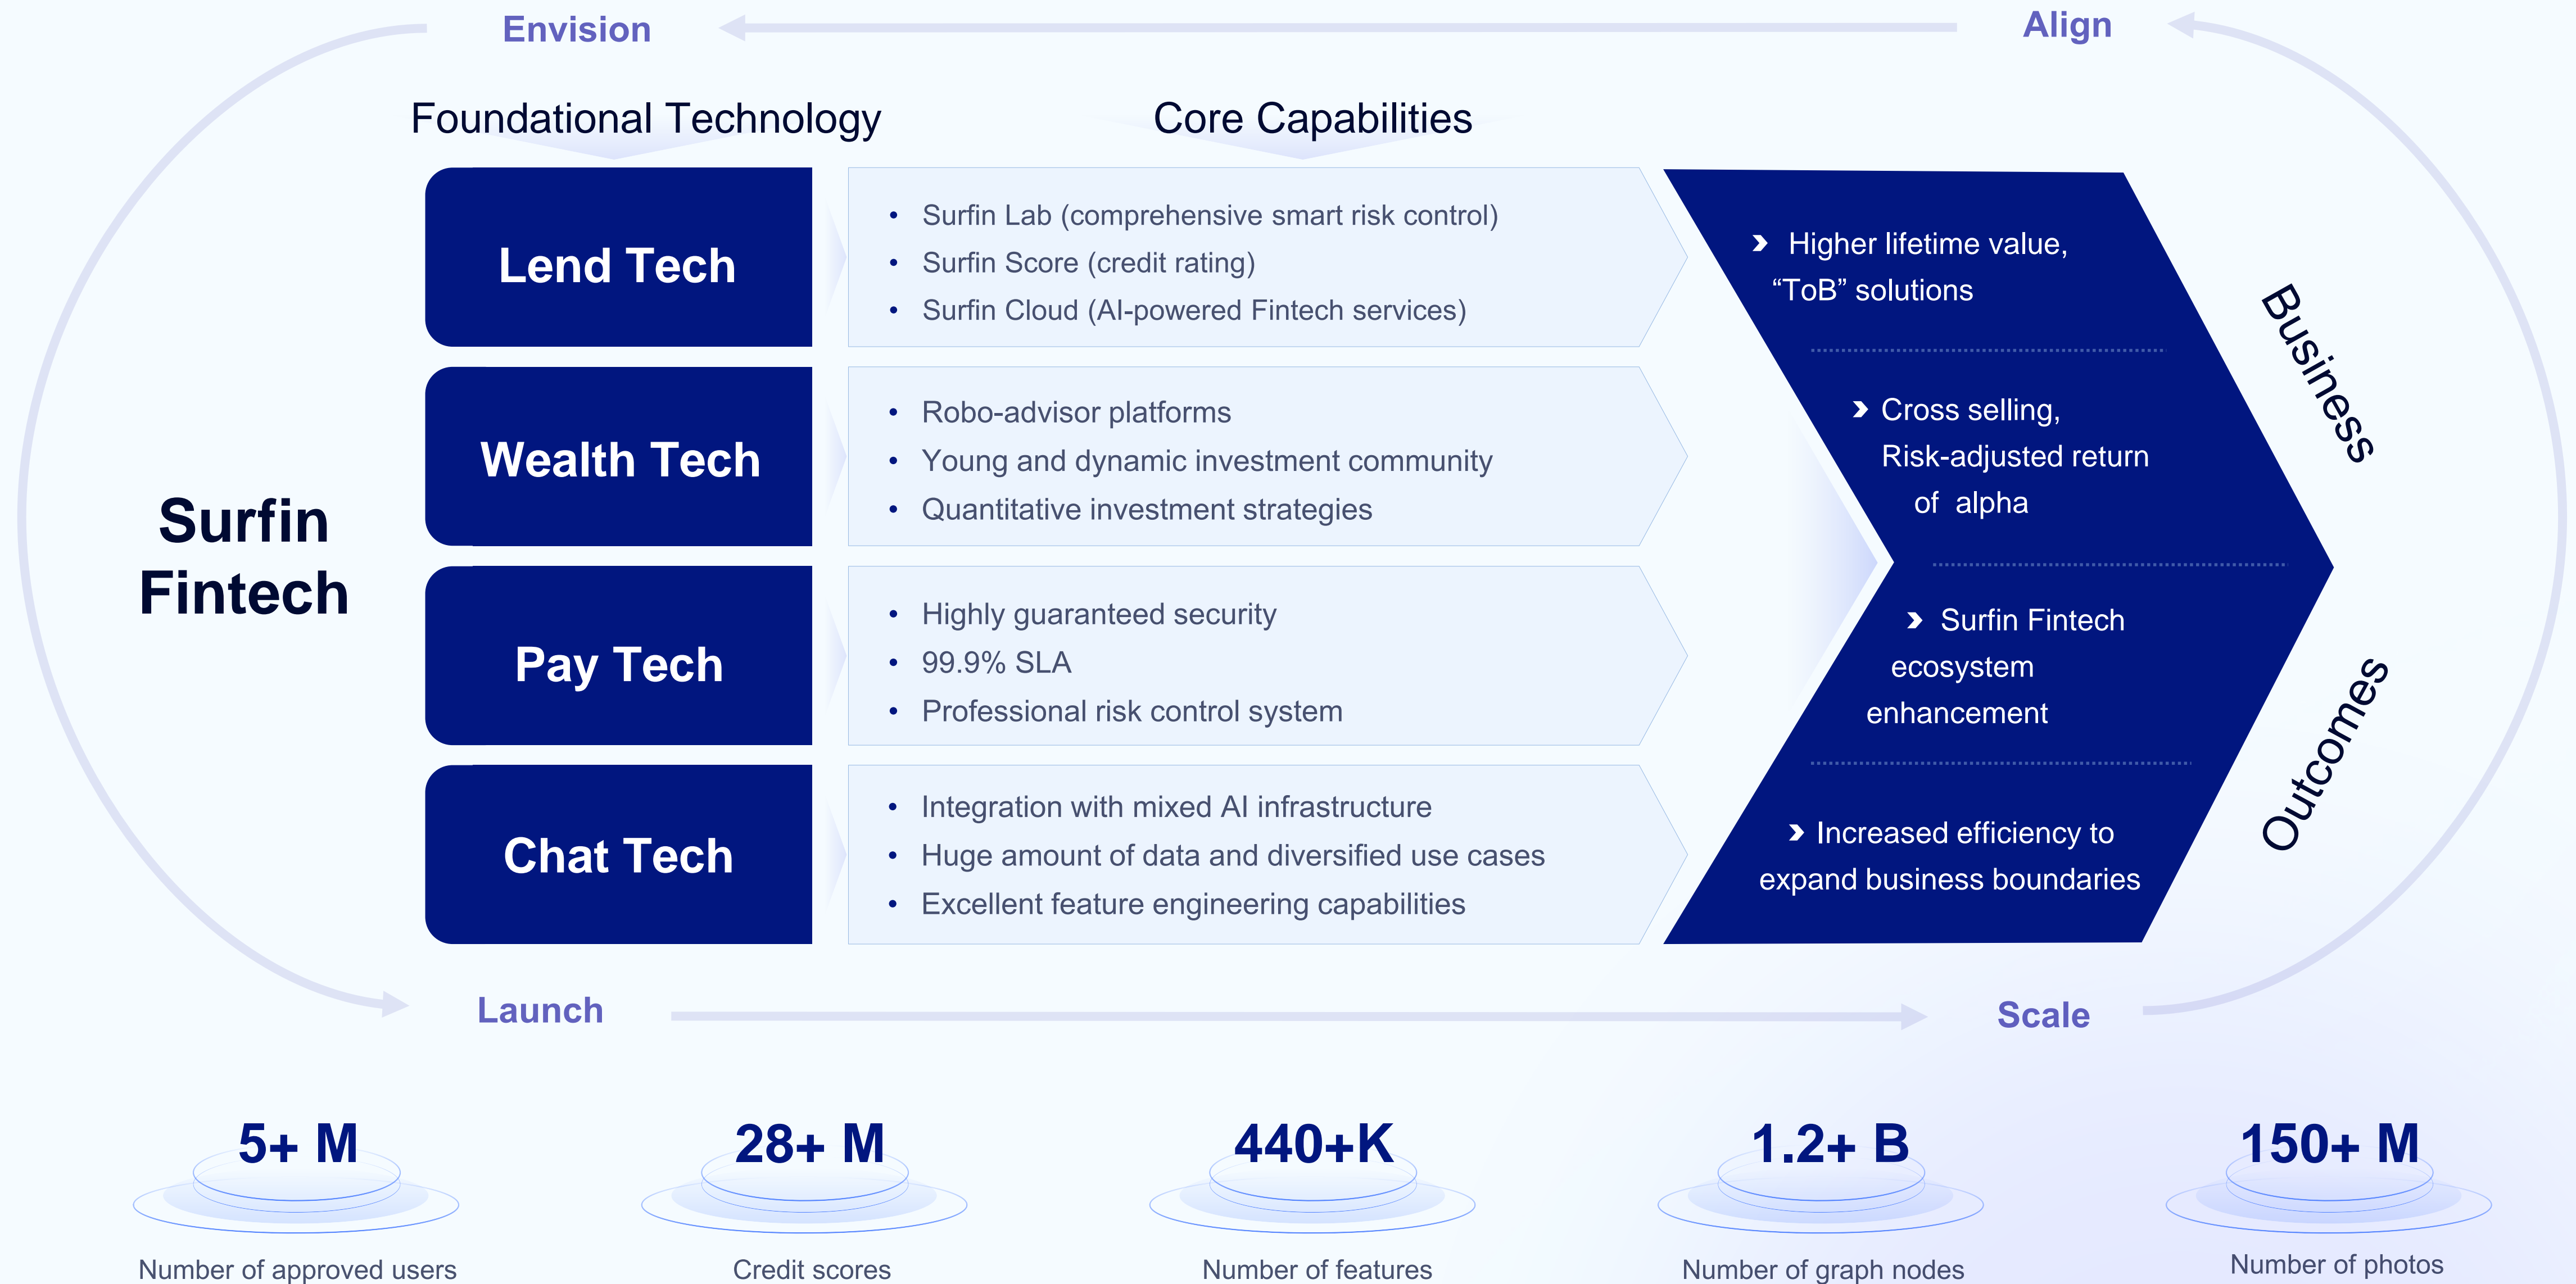 Envision
Align
Foundational Technology
Core Capabilities
Surfin
Fintech
Lend Tech
• Surfin Lab (comprehensive smart risk control)
• Surfin Score (credit rating)
• Surfin Cloud (AI-powered Fintech services)
Wealth Tech
• Robo-advisor platforms
• Young and dynamic investment community
• Quantitative investment strategies
Pay Tech
• Highly guaranteed security
• 99.9% SLA
• Professional risk control system
Chat Tech
• Integration with mixed AI infrastructure
• Huge amount of data and diversified use cases
• Excellent feature engineering capabilities
Higher lifetime value,
“ToB” solutions
Cross selling,
Risk-adjusted return
of alpha
Surfin Fintech
ecosystem
enhancement
Increased efficiency to
expand business boundaries
Business
Outcomes
Launch
Scale
5+ M
Number of approved users
28+ M
Credit scores
440+K
Number of features
1.2+ B
Number of graph nodes
150+ M
Number of photos